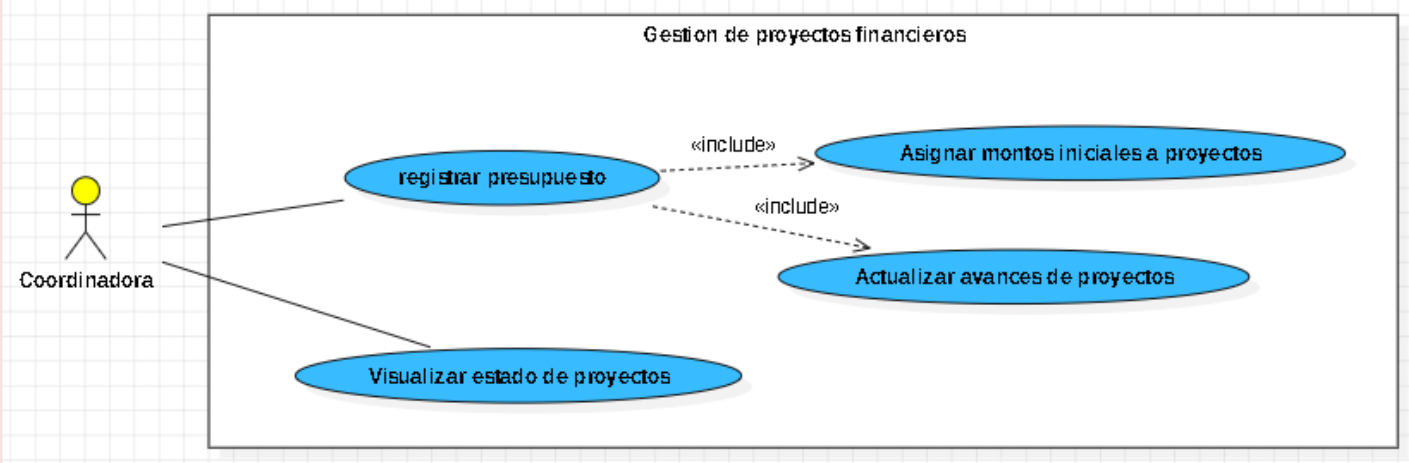 Gestion de proyectos financieros
«include»
Asignar montos iniciales a proyectos
registrar presupuesto
«include»
Coordinadora
Actualizar avances de proyectos
Visualizar estado de proyectos